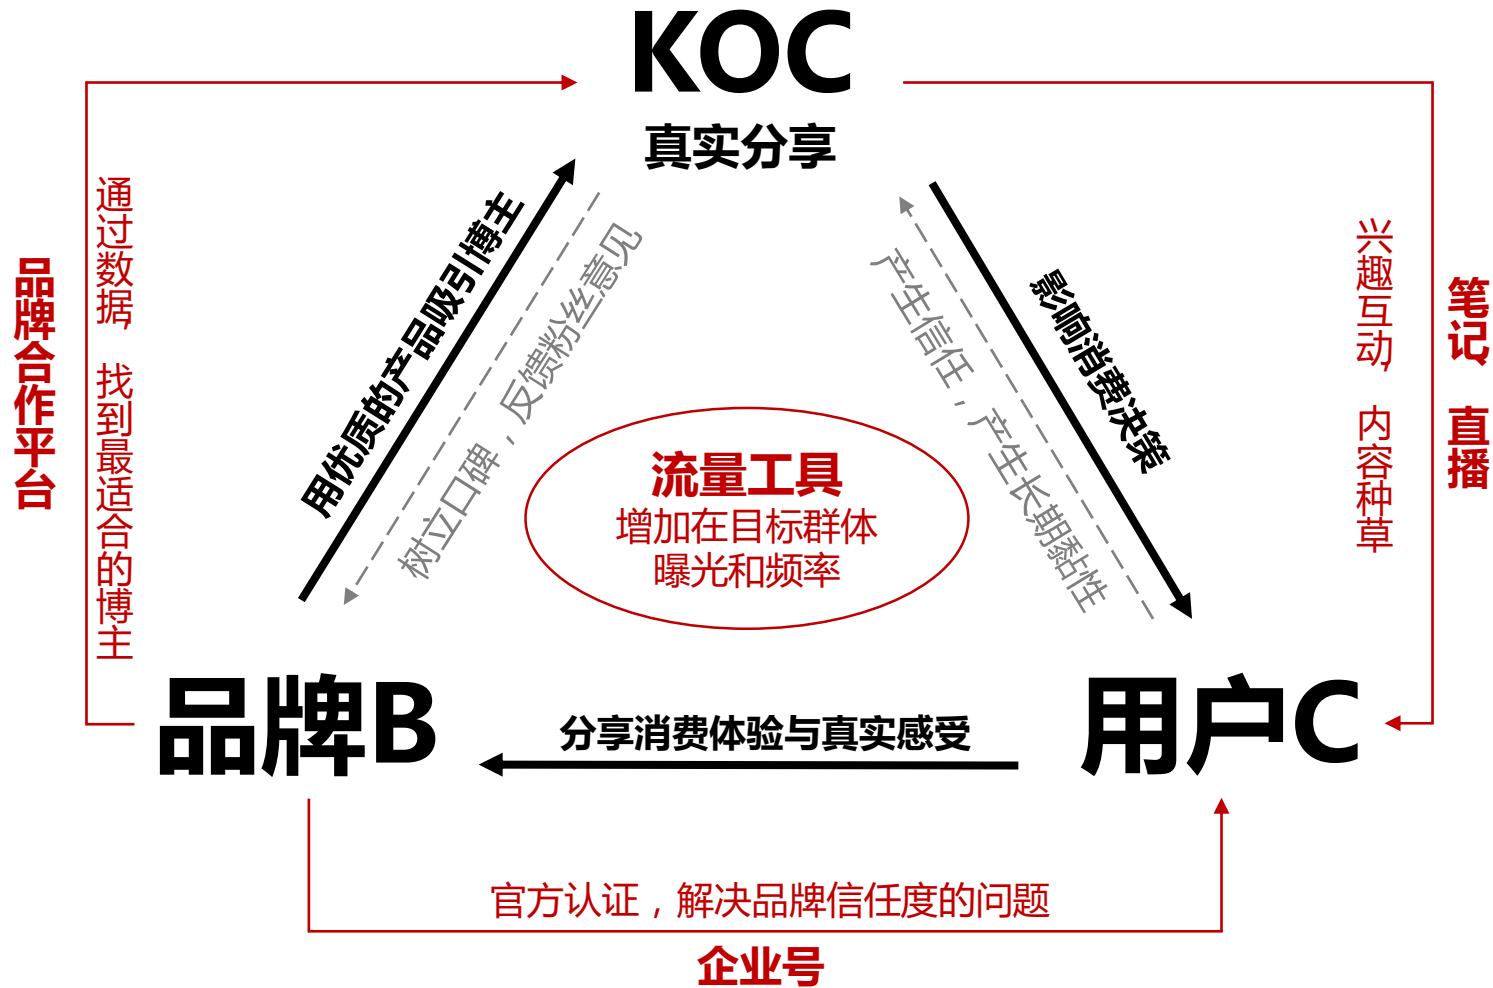 KOC
真实分享
品牌合作平台
通过数据，找到最适合的博主
用优质的产品吸引博主
树立口碑，反馈粉丝意见
产生信任，产生长期黏性
影响消费决策
兴趣互动，内容种草
笔记、直播
流量工具
增加在目标群体
曝光和频率
品牌B
分享消费体验与真实感受
用户C
官方认证，解决品牌信任度的问题
企业号